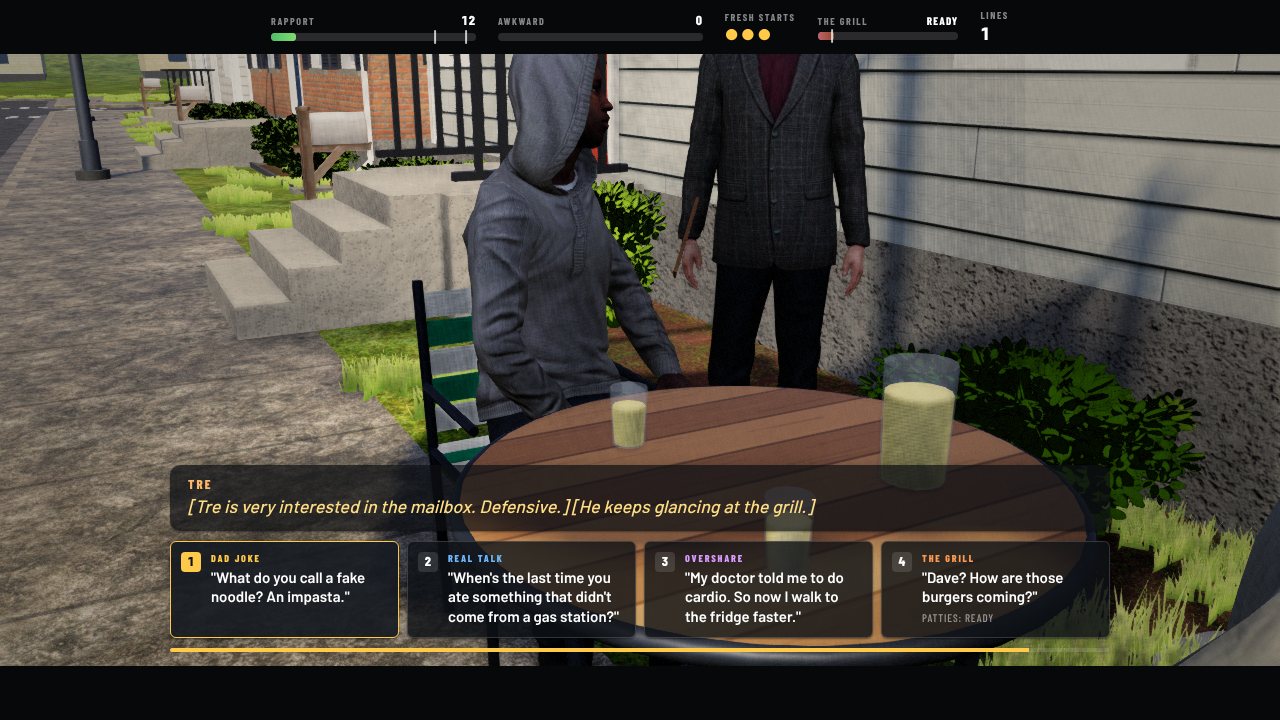 RAPPORT
12
AWKWARD
0
FRESH STARTS
THE GRILL
READY
LINES
1
TRE
[Tre is very interested in the mailbox. Defensive.][He keeps glancing at the grill.]
1
DAD JOKE
"What do you call a fake
noodle? An impasta."
2
REAL TALK
"When's the last time you
ate something that didn't
come from a gas station?"
3
OVERSHARE
"My doctor told me to do
cardio. So now I walk to
the fridge faster."
4
THE GRILL
"Dave? How are those
burgers coming?"
PATTIES: READY